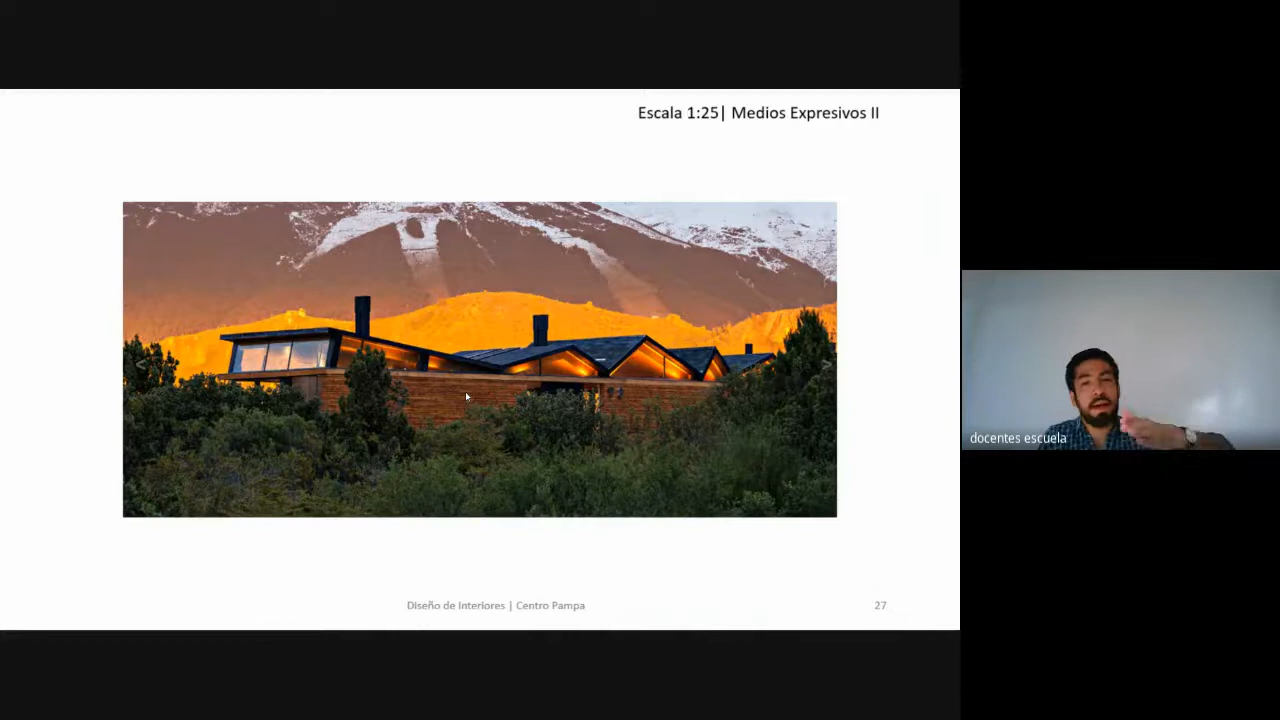 Escala 1:25| Medios Expresivos II
docentes escuela
Diseño de Interiores | Centro Pampa
27